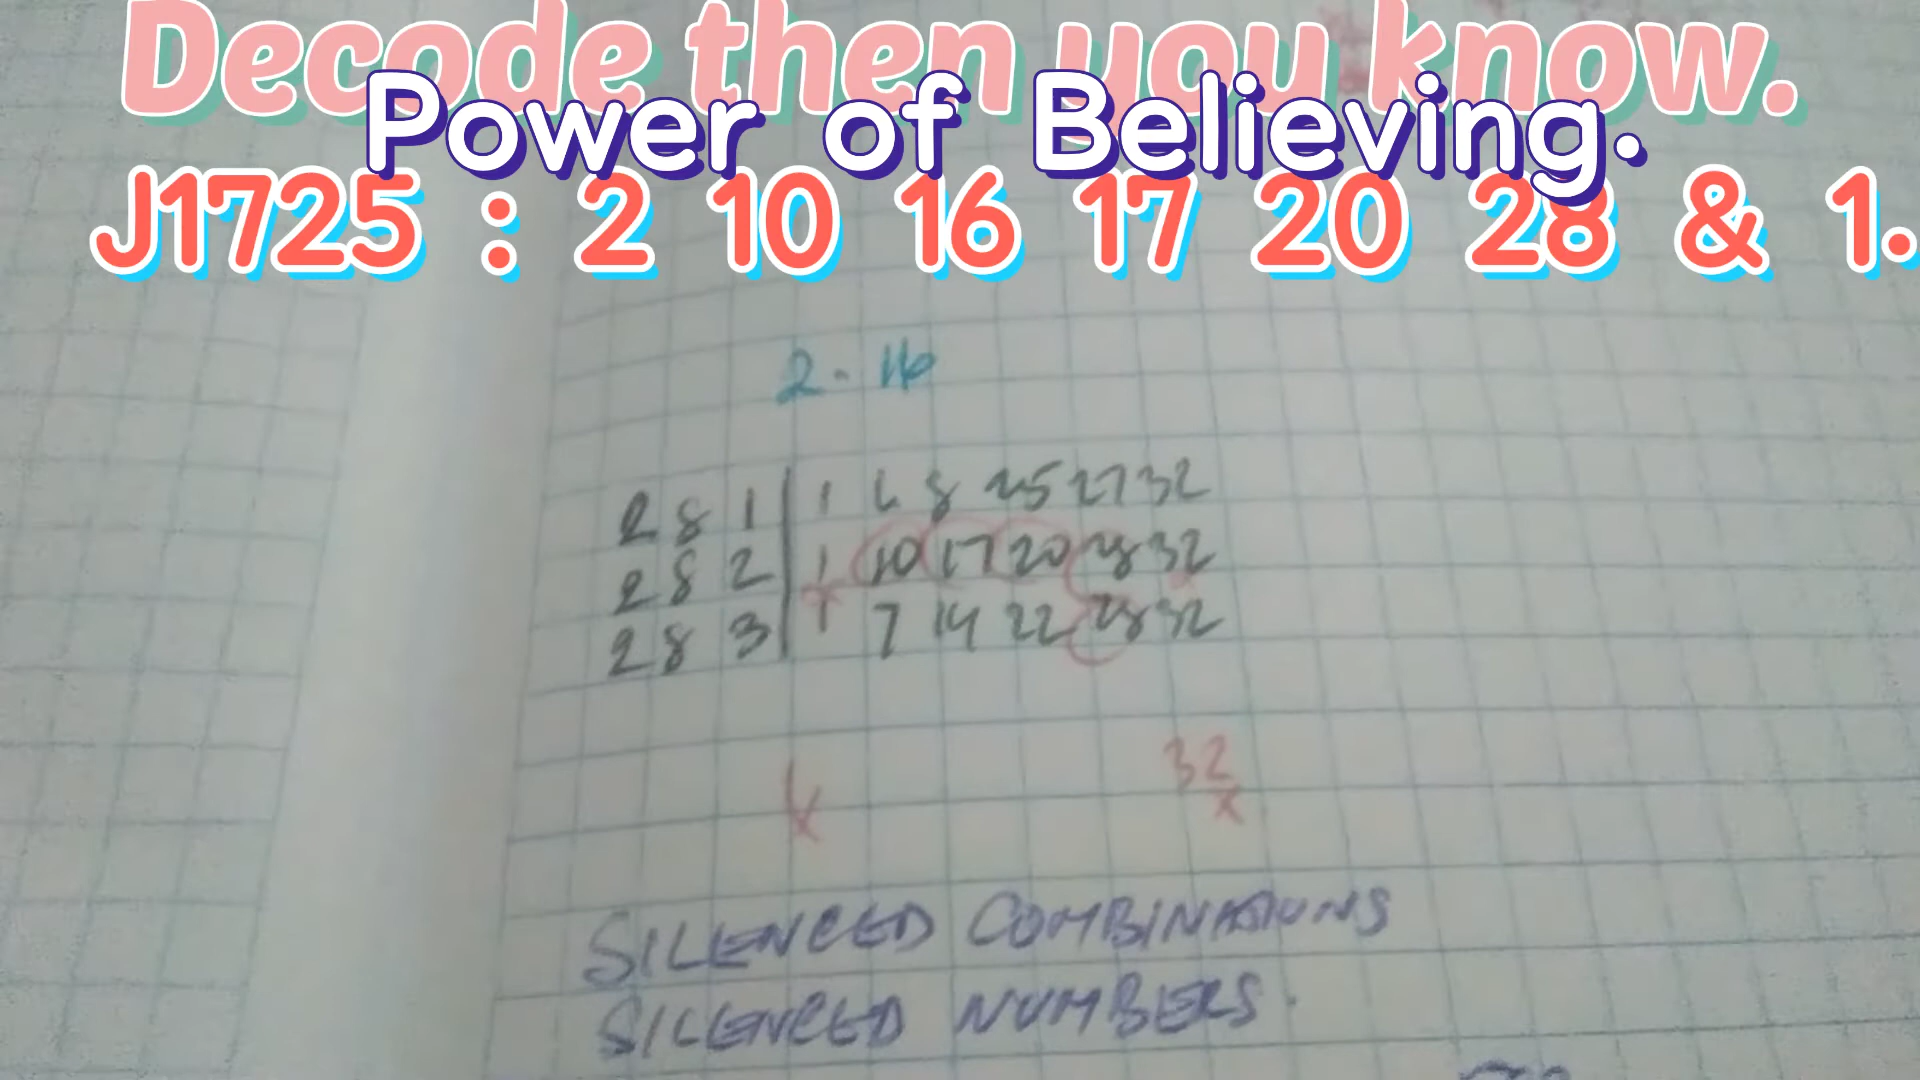 Decode then you know.
Power of Believing.
J1725 : 2 10 16 17 20 28 & 1.
2 - 16
2 8 1 | 1 6 8 25 27 32
2 8 2 | 1 10 17 20 28 32
x
2 8 3 | 1 7 14 22 28 32
1 32
x x
SILENCED COMBINATIONS
SILENCED NUMBERS.